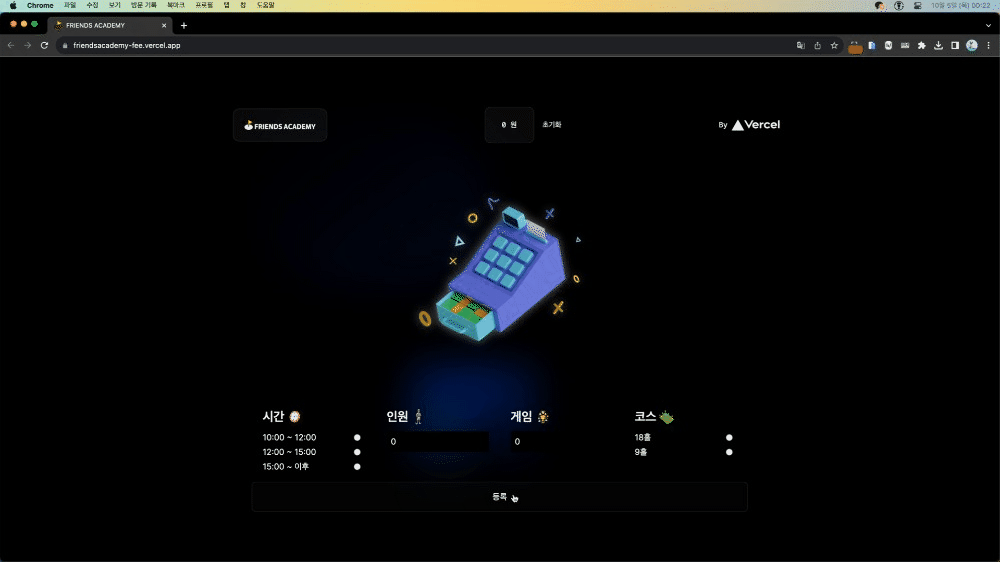 Chrome 파일 수정 보기 방문 기록 북마크 프로필 탭 창 도움말 10월 5일 (목) 00:22
FRIENDS ACADEMY
friendsacademy-fee.vercel.app
FRIENDS ACADEMY
0 원
초기화
By Vercel
시간
10:00 ~ 12:00
12:00 ~ 15:00
15:00 ~ 이후
인원
0
게임
0
코스
18홀
9홀
등록